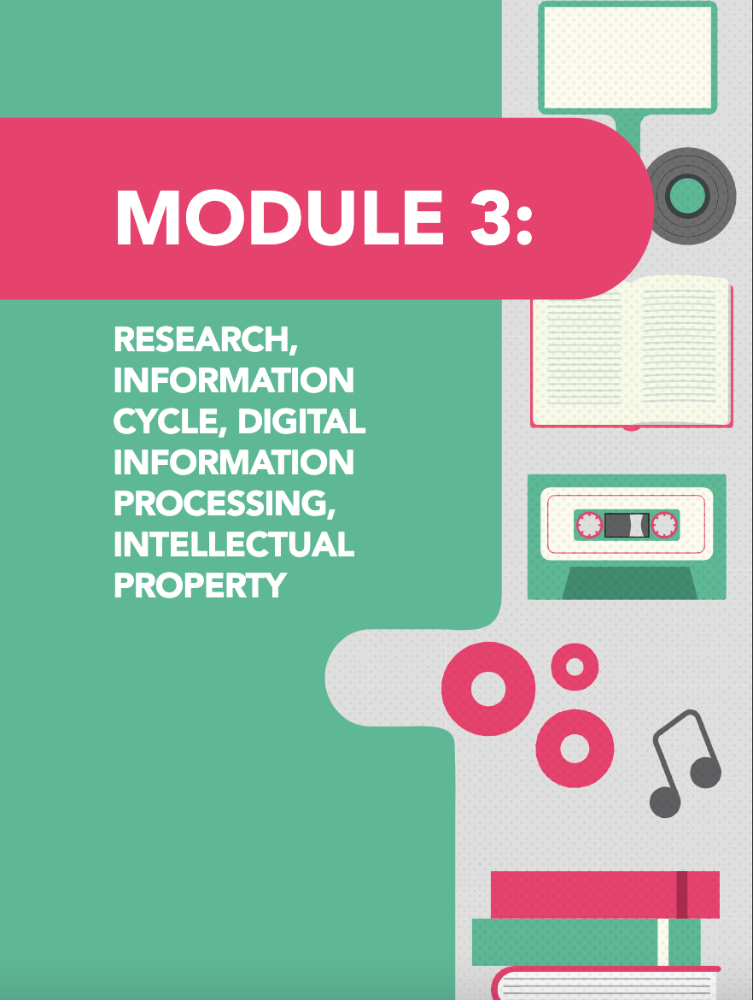 MODULE 3:
RESEARCH,
INFORMATION
CYCLE, DIGITAL
INFORMATION
PROCESSING,
INTELLECTUAL
PROPERTY